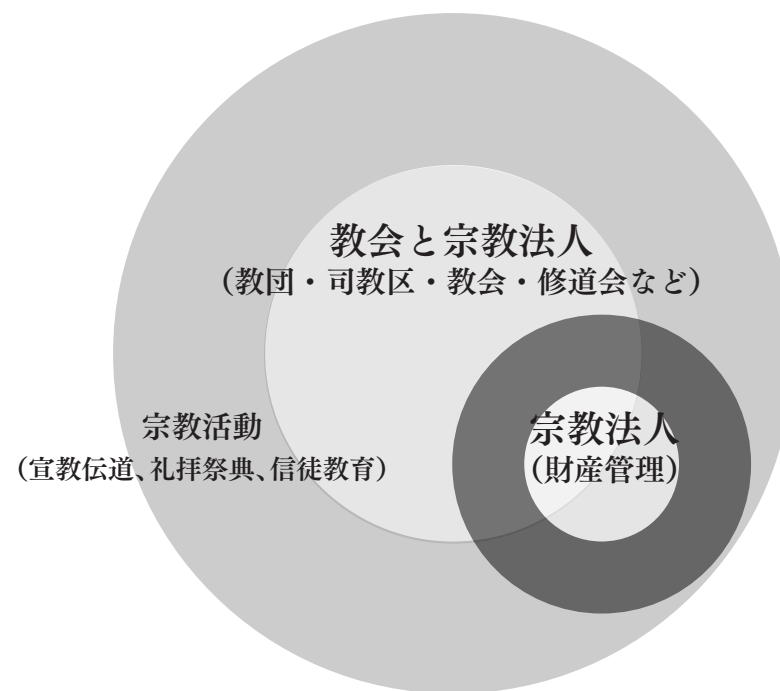 教会と宗教法人
（教団・司教区・教会・修道会など）
宗教活動
（宣教伝道、礼拝祭典、信徒教育）
宗教法人
（財産管理）